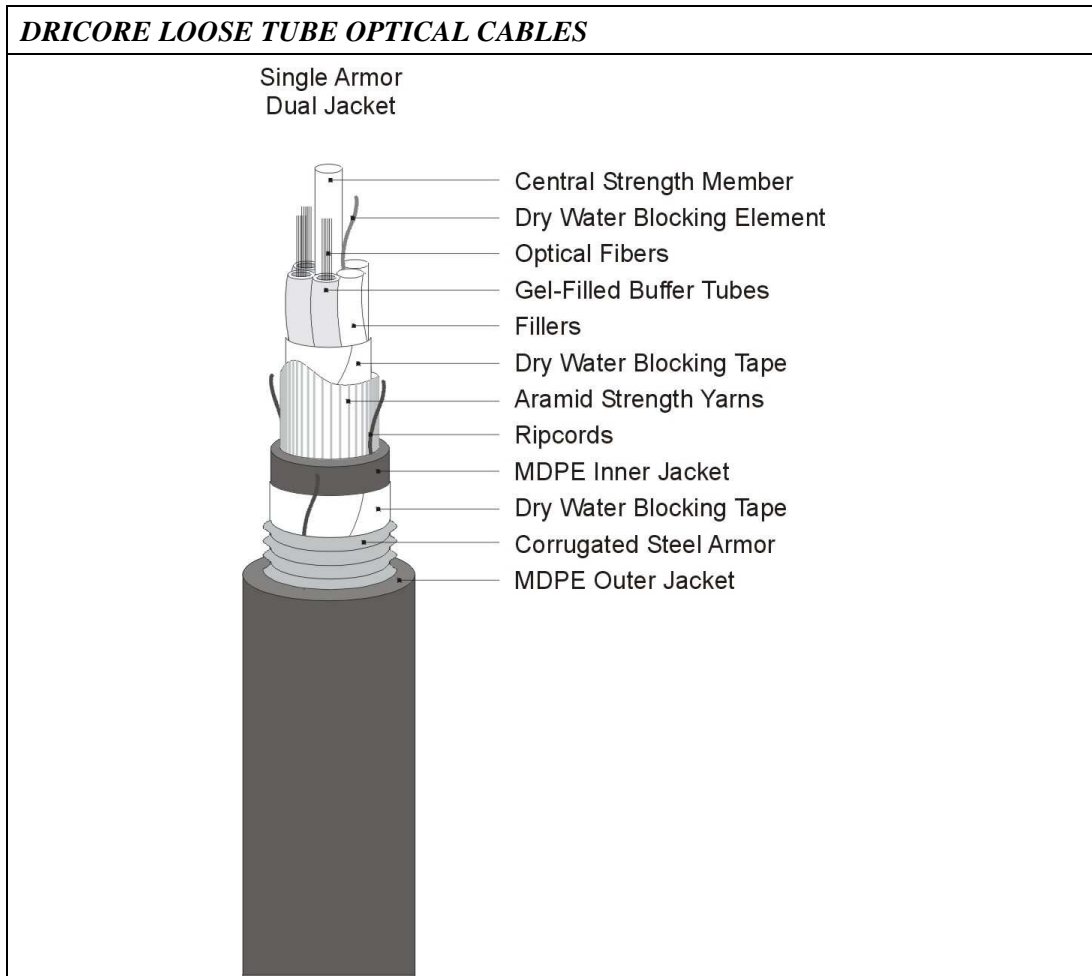 DRICORE LOOSE TUBE OPTICAL CABLES
Single Armor
Dual Jacket
Central Strength Member
Dry Water Blocking Element
Optical Fibers
Gel-Filled Buffer Tubes
Fillers
Dry Water Blocking Tape
Aramid Strength Yarns
Ripcords
MDPE Inner Jacket
Dry Water Blocking Tape
Corrugated Steel Armor
MDPE Outer Jacket